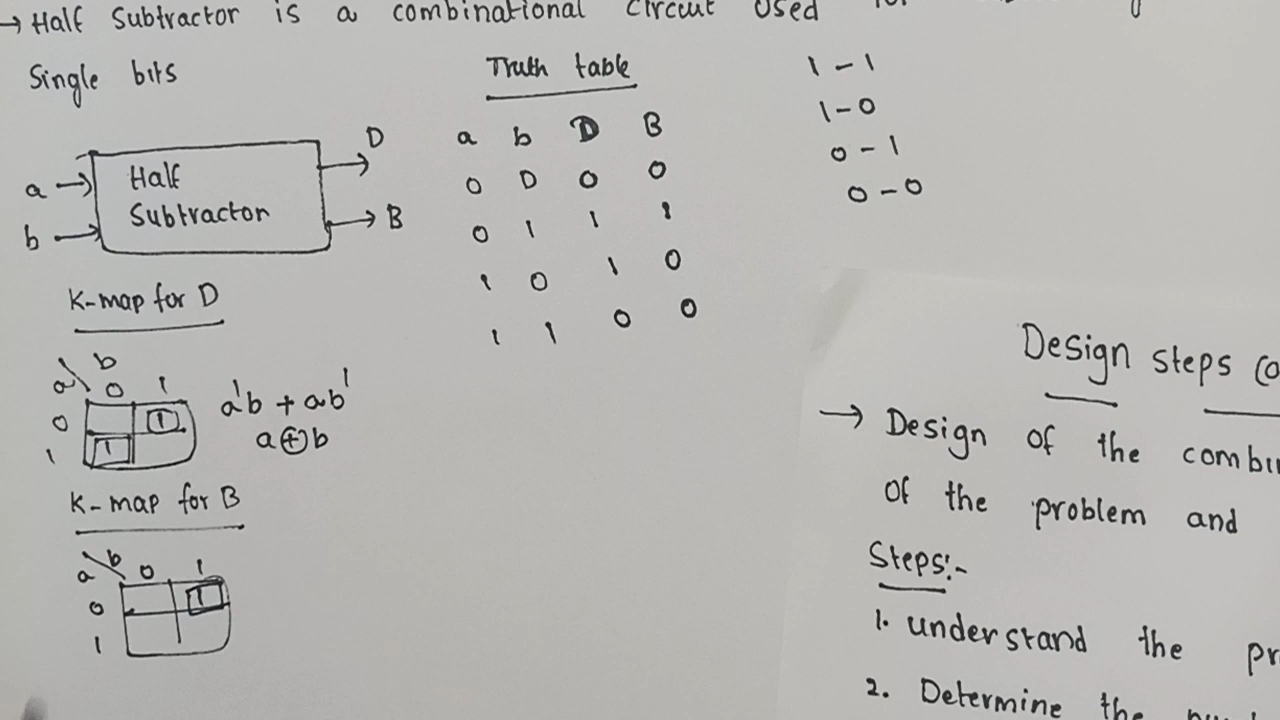 → Half Subtractor is a combinational circuit Used
Single bits
Truth table
a b D B
0 0 0 0
0 1 1 1
1 0 1 0
1 1 0 0
1 - 1
1 - 0
0 - 1
0 - 0
a → Half Subtractor → D
b → → B
K-map for D
a\b 0 1
0 1
1 1
a'b + ab'
a⊕b
K-map for B
a\b 0 1
0 1
1
Design steps
→ Design of the
of the problem and
Steps:-
1. understand the
2. Determine the